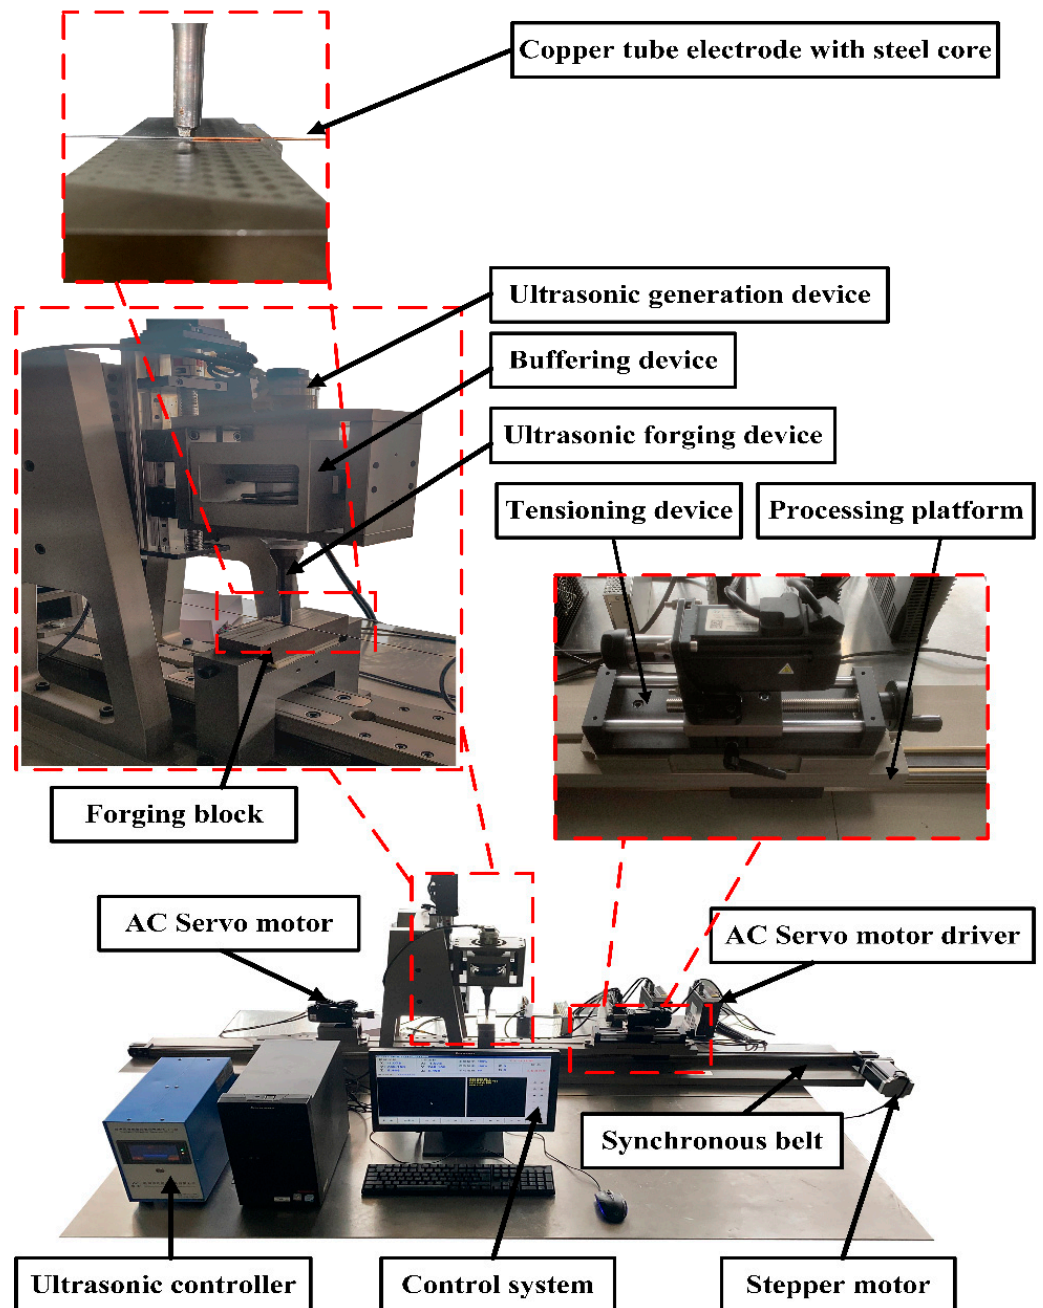 Copper tube electrode with steel core
Ultrasonic generation device
Buffering device
Ultrasonic forging device
Tensioning device
Processing platform
Forging block
AC Servo motor
AC Servo motor driver
Synchronous belt
Ultrasonic controller
Control system
Stepper motor